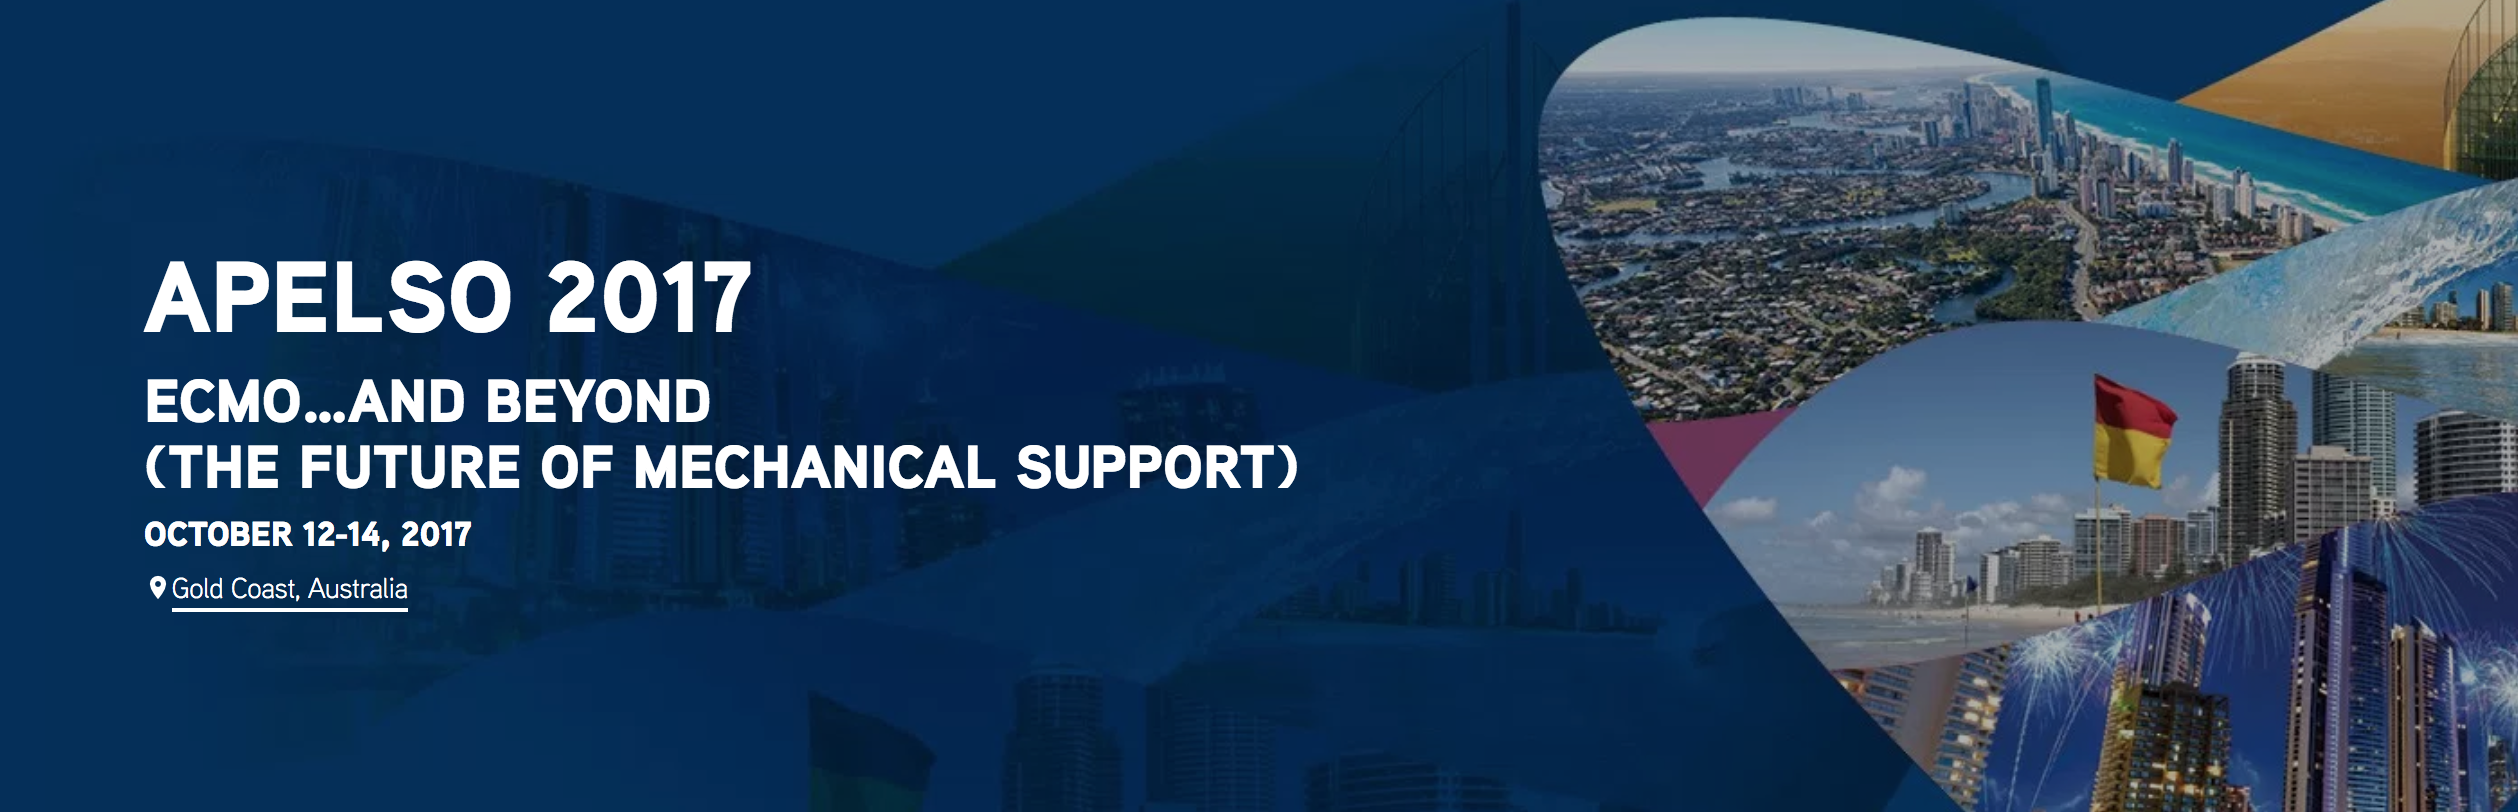 APELSO 2017
ECMO...AND BEYOND
(THE FUTURE OF MECHANICAL SUPPORT)
OCTOBER 12-14, 2017
Gold Coast, Australia